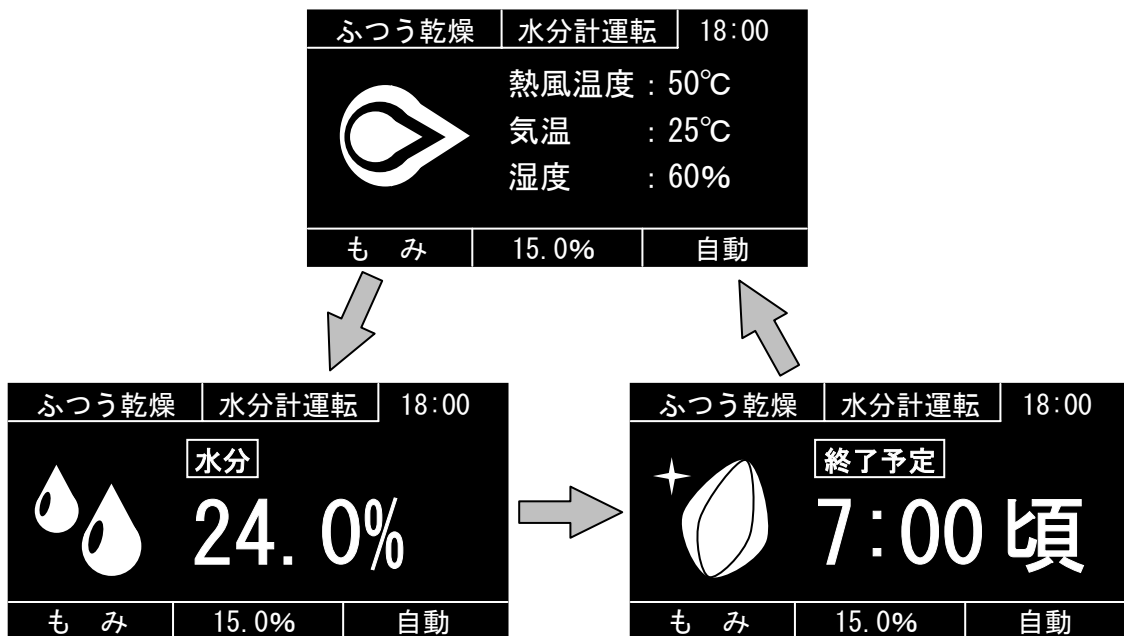 ふつう乾燥 水分計運転 18:00
熱風温度 : 50℃
気温 : 25℃
湿度 : 60%
もみ 15.0% 自動
ふつう乾燥 水分計運転 18:00
水分
24.0%
もみ 15.0% 自動
ふつう乾燥 水分計運転 18:00
終了予定
7:00頃
もみ 15.0% 自動